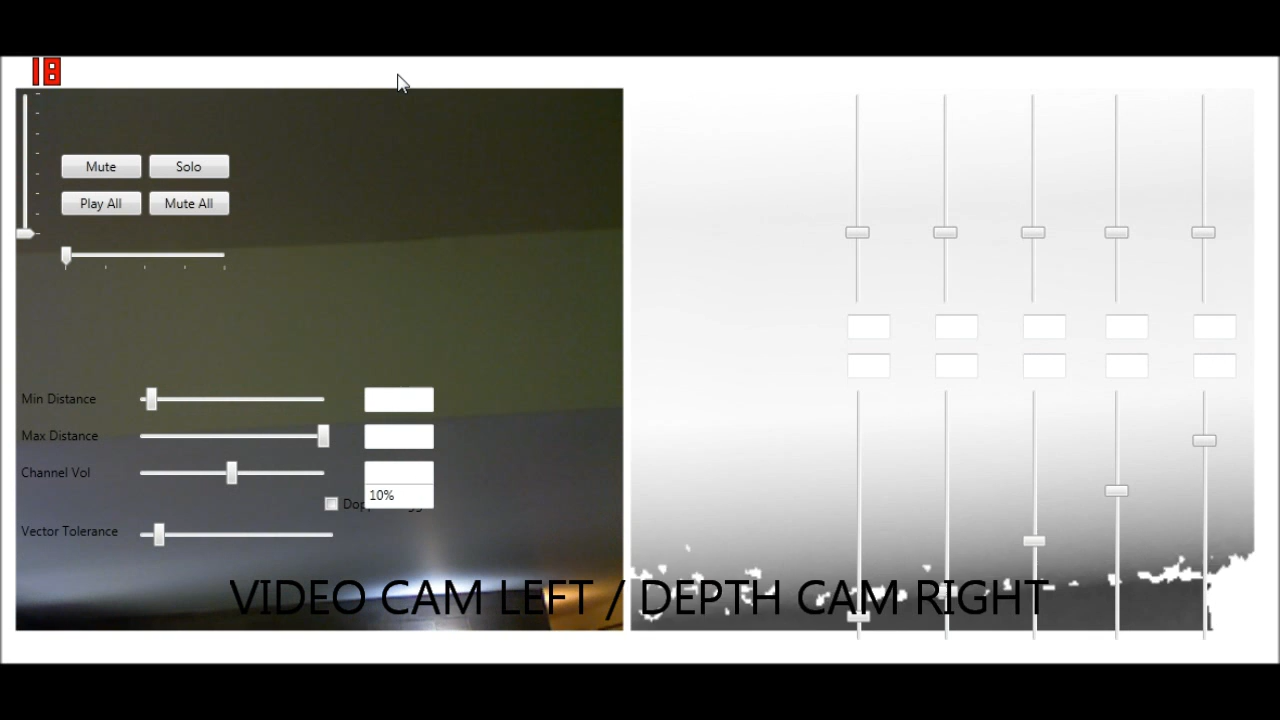 18
Mute Solo
Play All Mute All
Min Distance
Max Distance
Channel Vol
10%
Vector Tolerance
VIDEO CAM LEFT / DEPTH CAM RIGHT